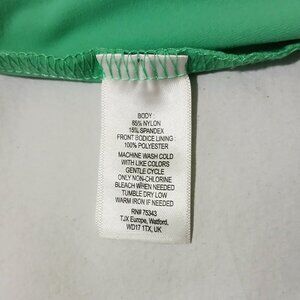 BODY:
85% NYLON
15% SPANDEX
FRONT BODICE LINING:
100% POLYESTER
MACHINE WASH COLD
WITH LIKE COLORS
GENTLE CYCLE
ONLY NON-CHLORINE
BLEACH WHEN NEEDED
TUMBLE DRY LOW
WARM IRON IF NEEDED
RN# 75343
TJX Europe, Watford,
WD17 1TX, UK